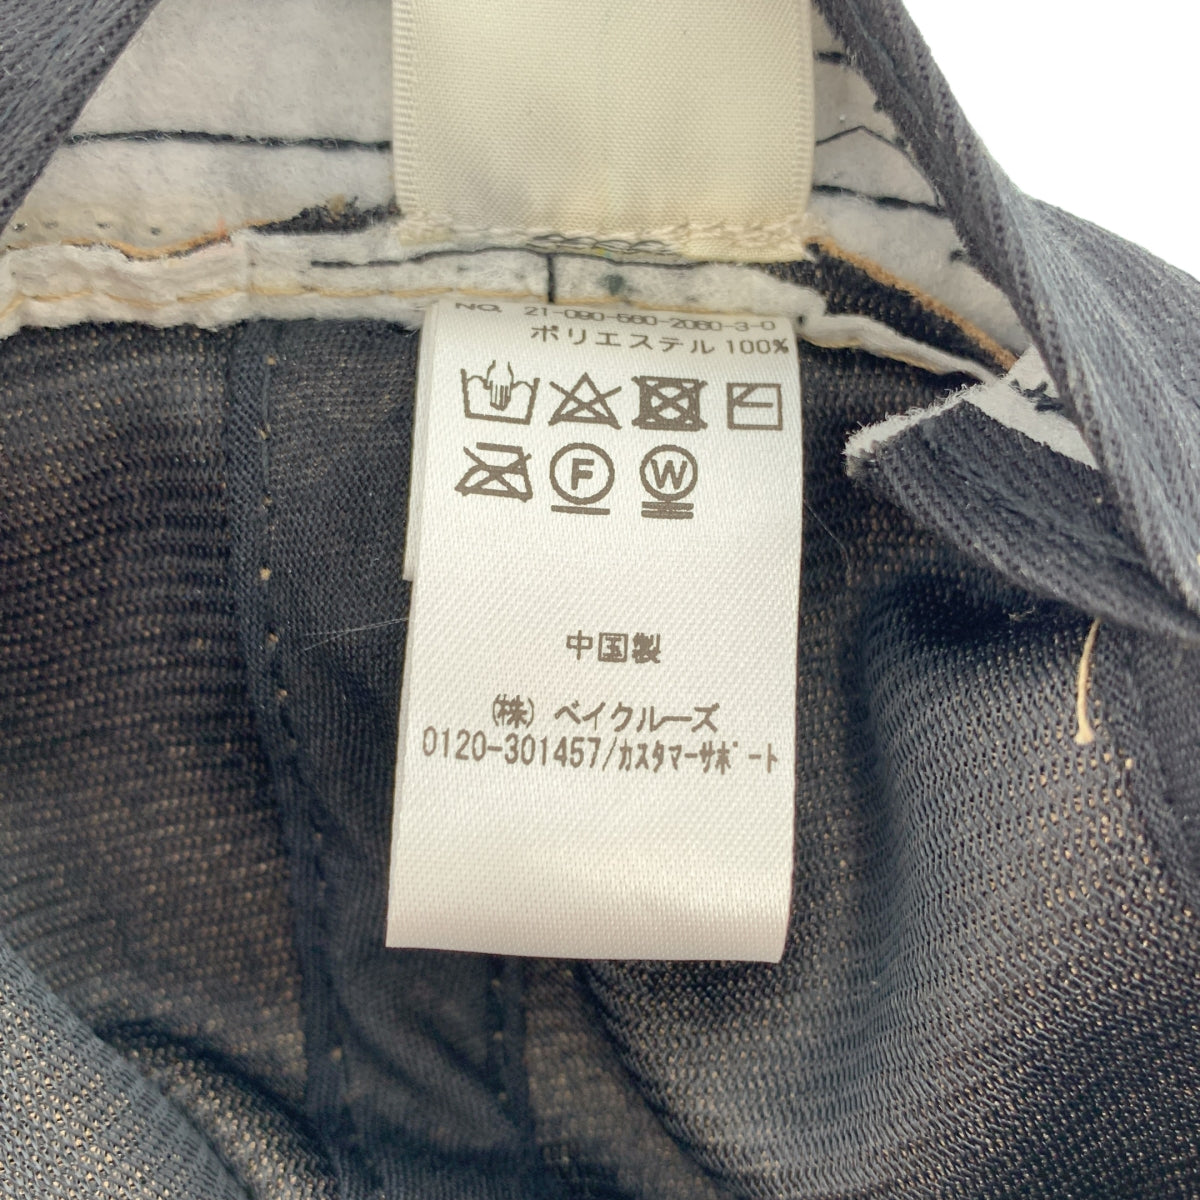 NO. 21-090-560-2060-3-0
ポリエステル 100%
F W
中国製
(株) ベイクルーズ
0120-301457/カスタマーサポート